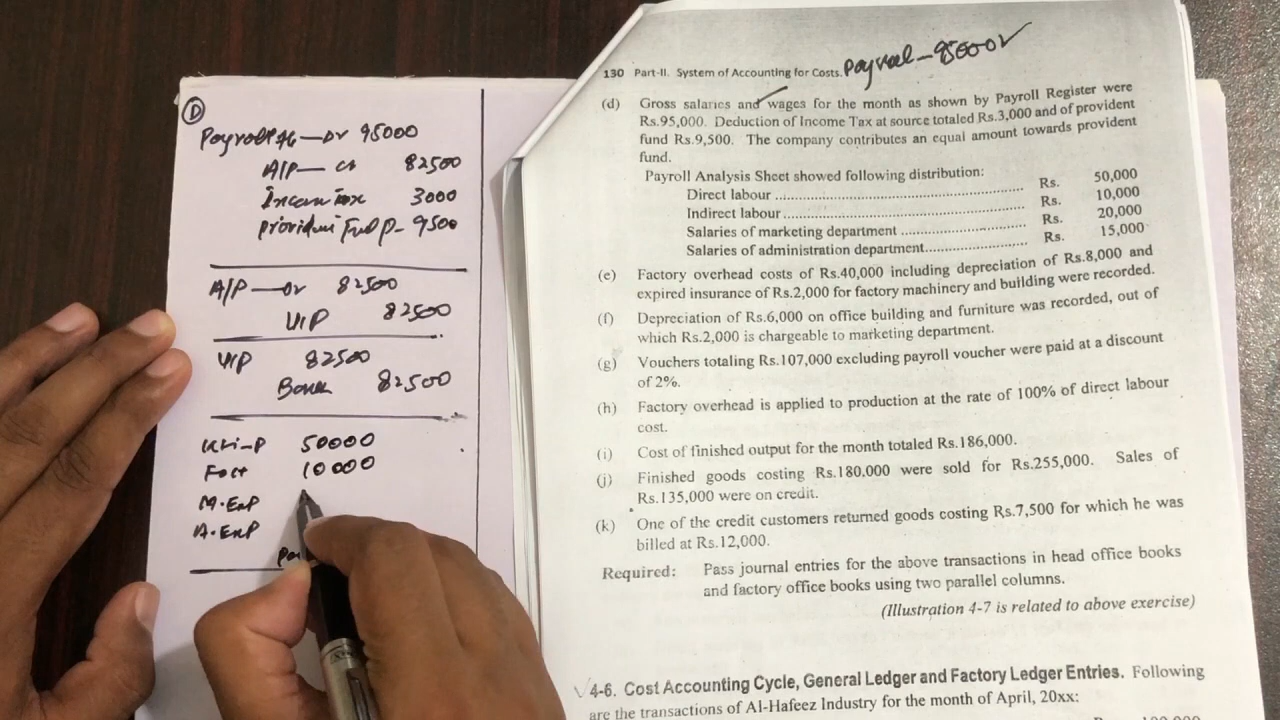 D
Payroll a/c — Dr 95000
A/P — Cr 82500
Incom Tax 3000
Provident Fund P - 9500
A/P — Dr 82500
V/P 82500
V/P 82500
Bank 82500
W-i-P 50000
FOH 10000
M. Exp
A. Exp
Pa
Payroal - 95000 ✓
130 Part-II. System of Accounting for Costs.
(d) Gross salaries and wages for the month as shown by Payroll Register were
Rs.95,000. Deduction of Income Tax at source totaled Rs.3,000 and of provident
fund Rs.9,500. The company contributes an equal amount towards provident
fund.
Payroll Analysis Sheet showed following distribution:
Direct labour ........................................................ Rs. 50,000
Indirect labour ...................................................... Rs. 10,000
Salaries of marketing department ............................ Rs. 20,000
Salaries of administration department......................... Rs. 15,000
(e) Factory overhead costs of Rs.40,000 including depreciation of Rs.8,000 and
expired insurance of Rs.2,000 for factory machinery and building were recorded.
(f) Depreciation of Rs.6,000 on office building and furniture was recorded, out of
which Rs.2,000 is chargeable to marketing department.
(g) Vouchers totaling Rs.107,000 excluding payroll voucher were paid at a discount
of 2%.
(h) Factory overhead is applied to production at the rate of 100% of direct labour
cost.
(i) Cost of finished output for the month totaled Rs.186,000.
(j) Finished goods costing Rs.180.000 were sold for Rs.255,000. Sales of
Rs.135,000 were on credit.
(k) One of the credit customers returned goods costing Rs.7,500 for which he was
billed at Rs.12,000.
Required: Pass journal entries for the above transactions in head office books
and factory office books using two parallel columns.
(Illustration 4-7 is related to above exercise)
4-6. Cost Accounting Cycle, General Ledger and Factory Ledger Entries. Following
are the transactions of Al-Hafeez Industry for the month of April, 20xx: